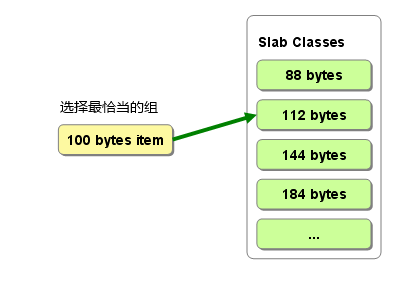 Slab Classes
88 bytes
选择最恰当的组
100 bytes item
112 bytes
144 bytes
184 bytes
...